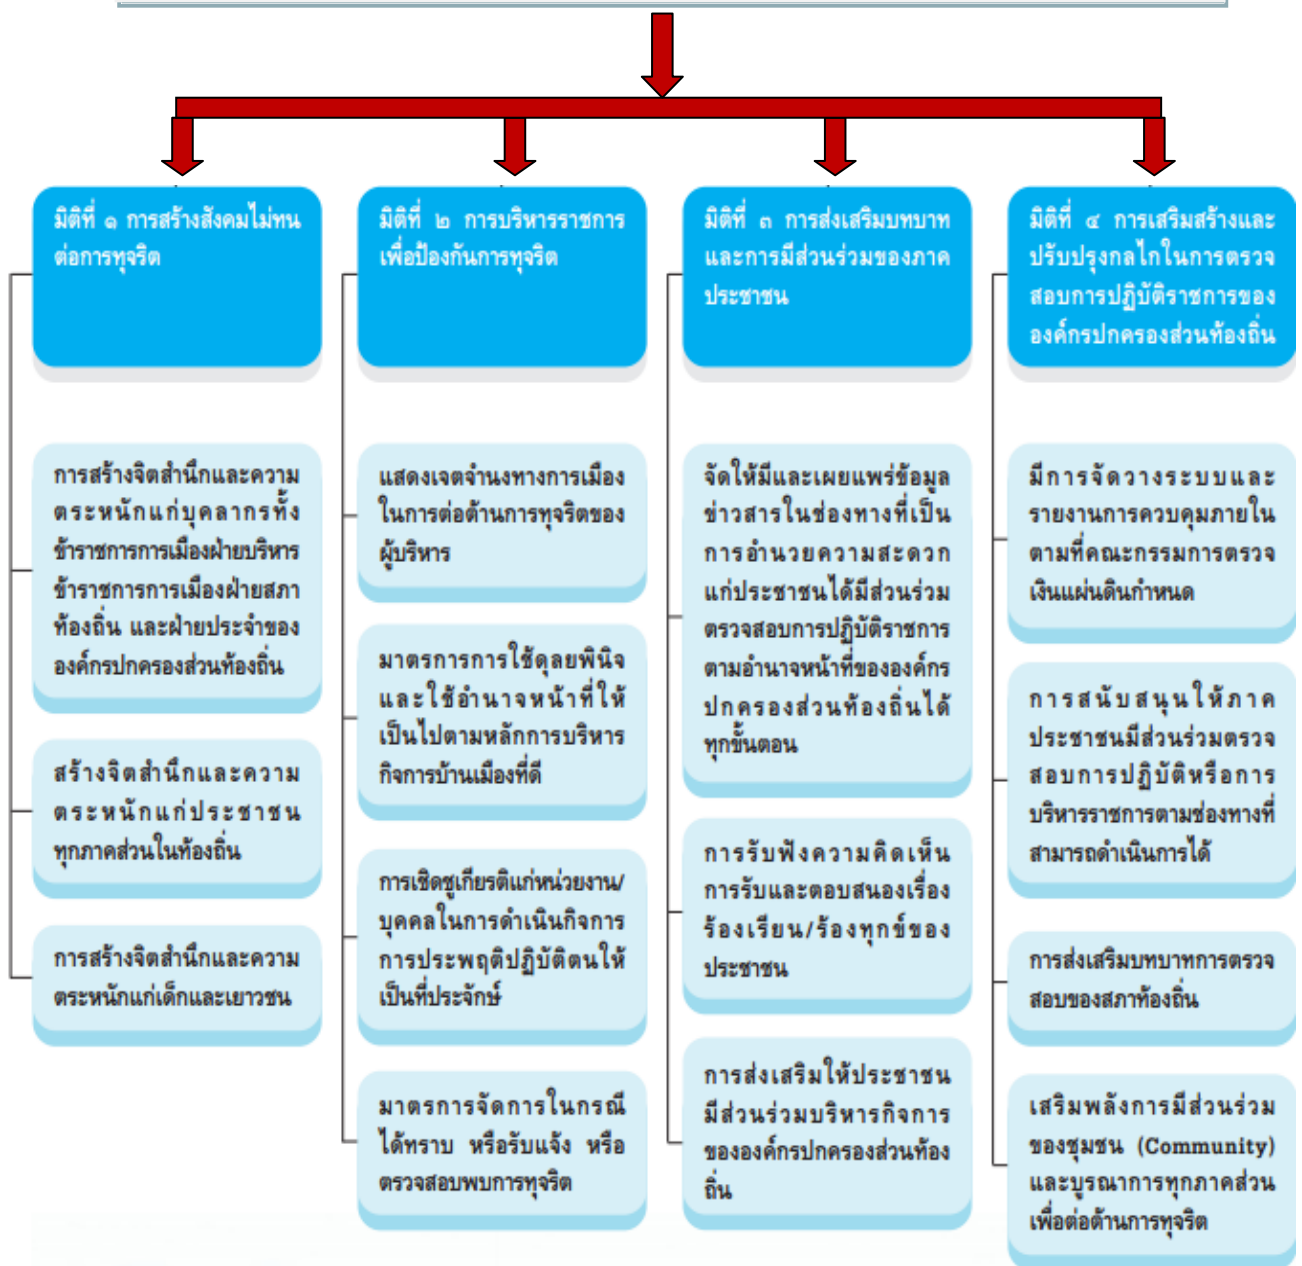 มิติที่ ๑ การสร้างสังคมไม่ทน
ต่อการทุจริต
การสร้างจิตสำนึกและความ
ตระหนักแก่บุคลากรทั้ง
ข้าราชการการเมืองฝ่ายบริหาร
ข้าราชการการเมืองฝ่ายสภา
ท้องถิ่น และฝ่ายประจำของ
องค์กรปกครองส่วนท้องถิ่น
สร้างจิตสำนึกและความ
ตระหนักแก่ประชาชน
ทุกภาคส่วนในท้องถิ่น
การสร้างจิตสำนึกและความ
ตระหนักแก่เด็กและเยาวชน
มิติที่ ๒ การบริหารราชการ
เพื่อป้องกันการทุจริต
แสดงเจตจำนงทางการเมือง
ในการต่อต้านการทุจริตของ
ผู้บริหาร
มาตรการการใช้ดุลยพินิจ
และใช้อำนาจหน้าที่ให้
เป็นไปตามหลักการบริหาร
กิจการบ้านเมืองที่ดี
การเชิดชูเกียรติแก่หน่วยงาน/
บุคคลในการดำเนินกิจการ
การประพฤติปฏิบัติตนให้
เป็นที่ประจักษ์
มาตรการจัดการในกรณี
ได้ทราบ หรือรับแจ้ง หรือ
ตรวจสอบพบการทุจริต
มิติที่ ๓ การส่งเสริมบทบาท
และการมีส่วนร่วมของภาค
ประชาชน
จัดให้มีและเผยแพร่ข้อมูล
ข่าวสารในช่องทางที่เป็น
การอำนวยความสะดวก
แก่ประชาชนได้มีส่วนร่วม
ตรวจสอบการปฏิบัติราชการ
ตามอำนาจหน้าที่ขององค์กร
ปกครองส่วนท้องถิ่นได้
ทุกขั้นตอน
การรับฟังความคิดเห็น
การรับและตอบสนองเรื่อง
ร้องเรียน/ร้องทุกข์ของ
ประชาชน
การส่งเสริมให้ประชาชน
มีส่วนร่วมบริหารกิจการ
ขององค์กรปกครองส่วนท้อง
ถิ่น
มิติที่ ๔ การเสริมสร้างและ
ปรับปรุงกลไกในการตรวจ
สอบการปฏิบัติราชการของ
องค์กรปกครองส่วนท้องถิ่น
มีการจัดวางระบบและ
รายงานการควบคุมภายใน
ตามที่คณะกรรมการตรวจ
เงินแผ่นดินกำหนด
การสนับสนุนให้ภาค
ประชาชนมีส่วนร่วมตรวจ
สอบการปฏิบัติหรือการ
บริหารราชการตามช่องทางที่
สามารถดำเนินการได้
การส่งเสริมบทบาทการตรวจ
สอบของสภาท้องถิ่น
เสริมพลังการมีส่วนร่วม
ของชุมชน (Community)
และบูรณาการทุกภาคส่วน
เพื่อต่อต้านการทุจริต